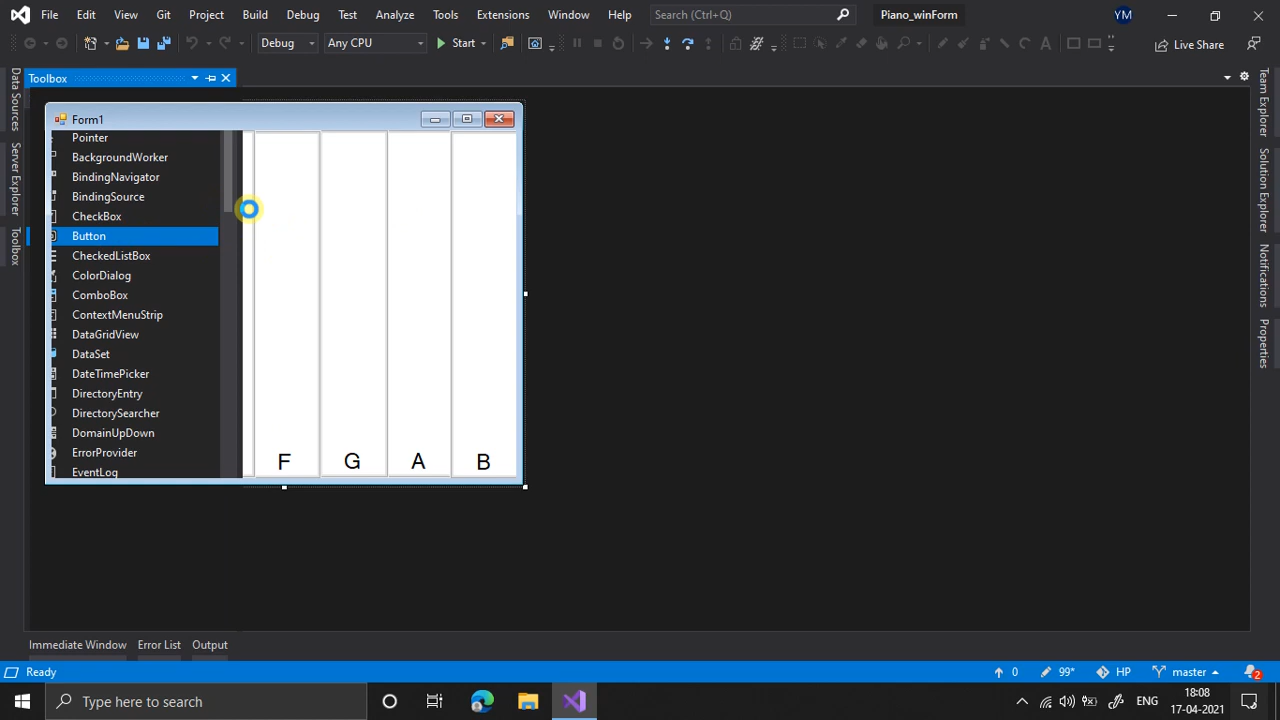 File Edit View Git Project Build Debug Test Analyze Tools Extensions Window Help Search (Ctrl+Q) Piano_winForm YM
Debug Any CPU Start Live Share
Toolbox
Data Sources
Server Explorer
Toolbox
Form1
Pointer
BackgroundWorker
BindingNavigator
BindingSource
CheckBox
Button
CheckedListBox
ColorDialog
ComboBox
ContextMenuStrip
DataGridView
DataSet
DateTimePicker
DirectoryEntry
DirectorySearcher
DomainUpDown
ErrorProvider
EventLog
F G A B
Team Explorer
Solution Explorer
Notifications
Properties
Immediate Window Error List Output
Ready 0 99* HP master 2
Type here to search ENG 18:08
17-04-2021